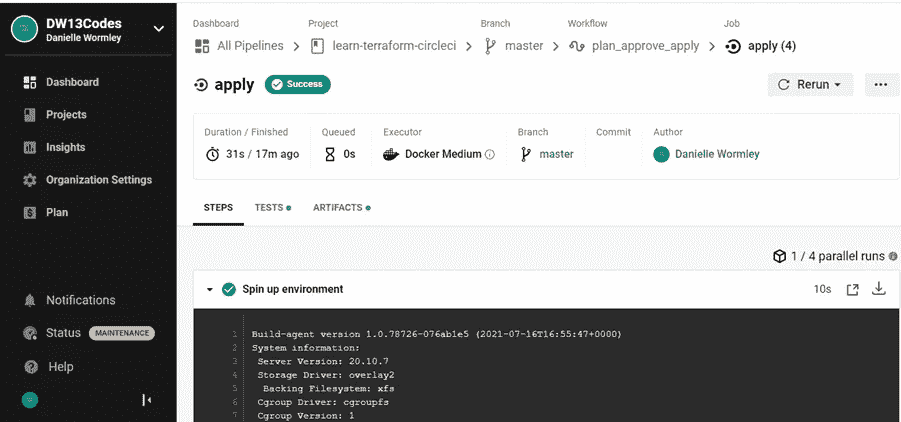 DW13Codes
Danielle Wormley
Dashboard
Projects
Insights
Organization Settings
Plan
Notifications
Status MAINTENANCE
Help
Dashboard Project Branch Workflow Job
All Pipelines learn-terraform-circleci master plan_approve_apply apply (4)
apply Success Rerun ...
Duration / Finished Queued Executor Branch Commit Author
31s / 17m ago 0s Docker Medium master Danielle Wormley
STEPS TESTS ARTIFACTS
1 / 4 parallel runs
Spin up environment 10s
1 Build-agent version 1.0.78726-076ab1e5 (2021-07-16T16:55:47+0000)
2 System information:
3 Server Version: 20.10.7
4 Storage Driver: overlay2
5 Backing Filesystem: xfs
6 Cgroup Driver: cgroupfs
7 Cgroup Version: 1